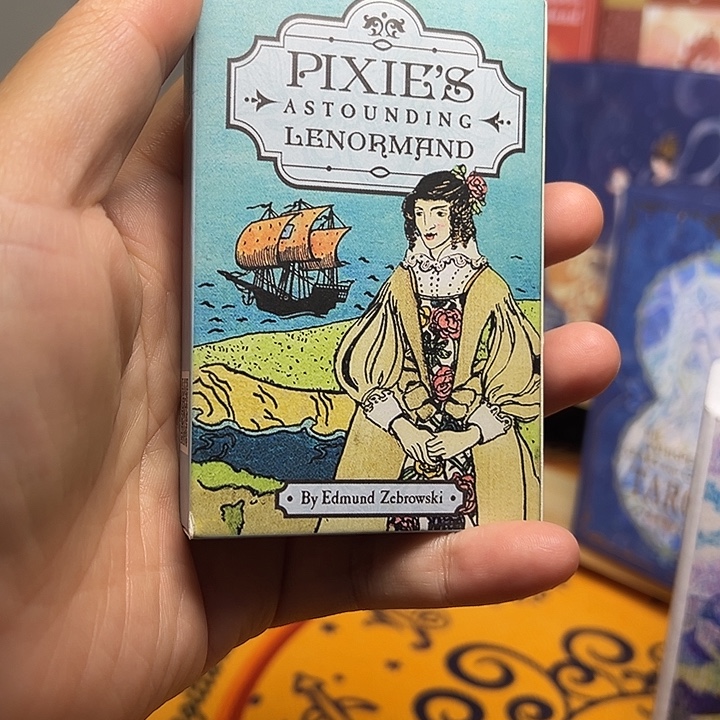 PIXIE'S
ASTOUNDING
LENORMAND
By Edmund Zebrowski